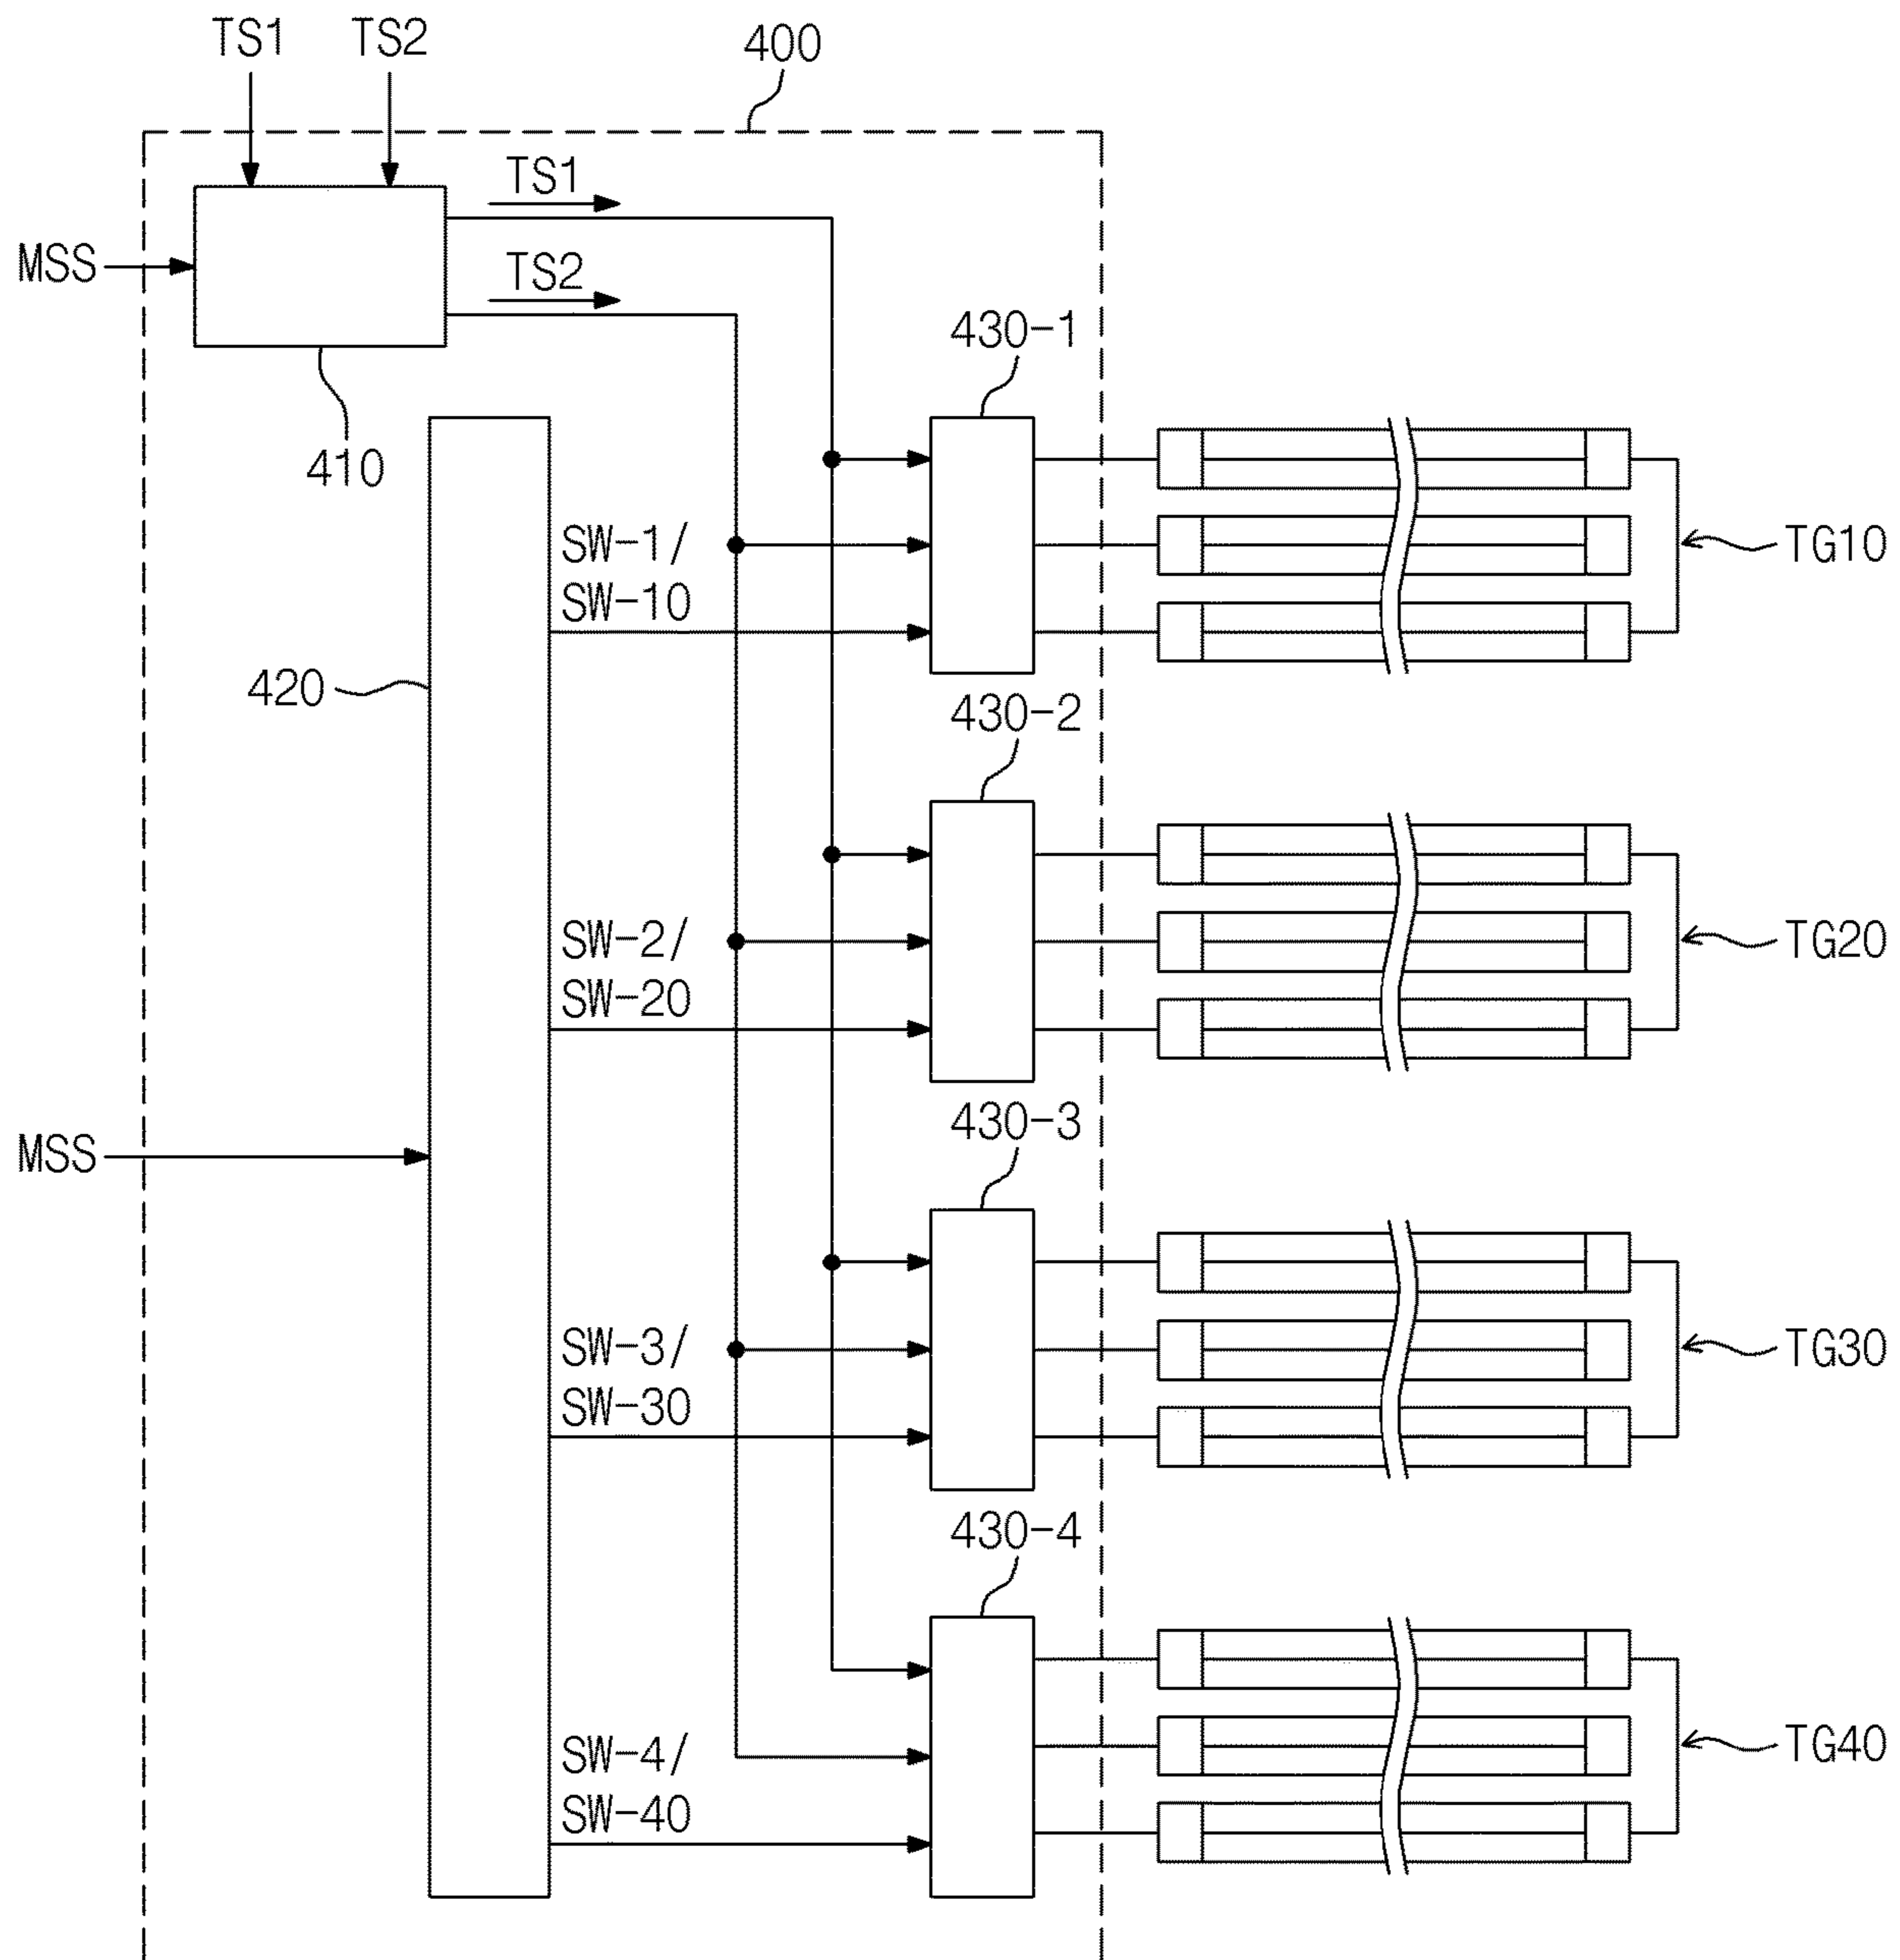 TS1 TS2
400
TS1
MSS
TS2
430-1
410
SW-1/
SW-10
TG10
420
430-2
SW-2/
SW-20
TG20
430-3
MSS
SW-3/
SW-30
TG30
430-4
SW-4/
SW-40
TG40